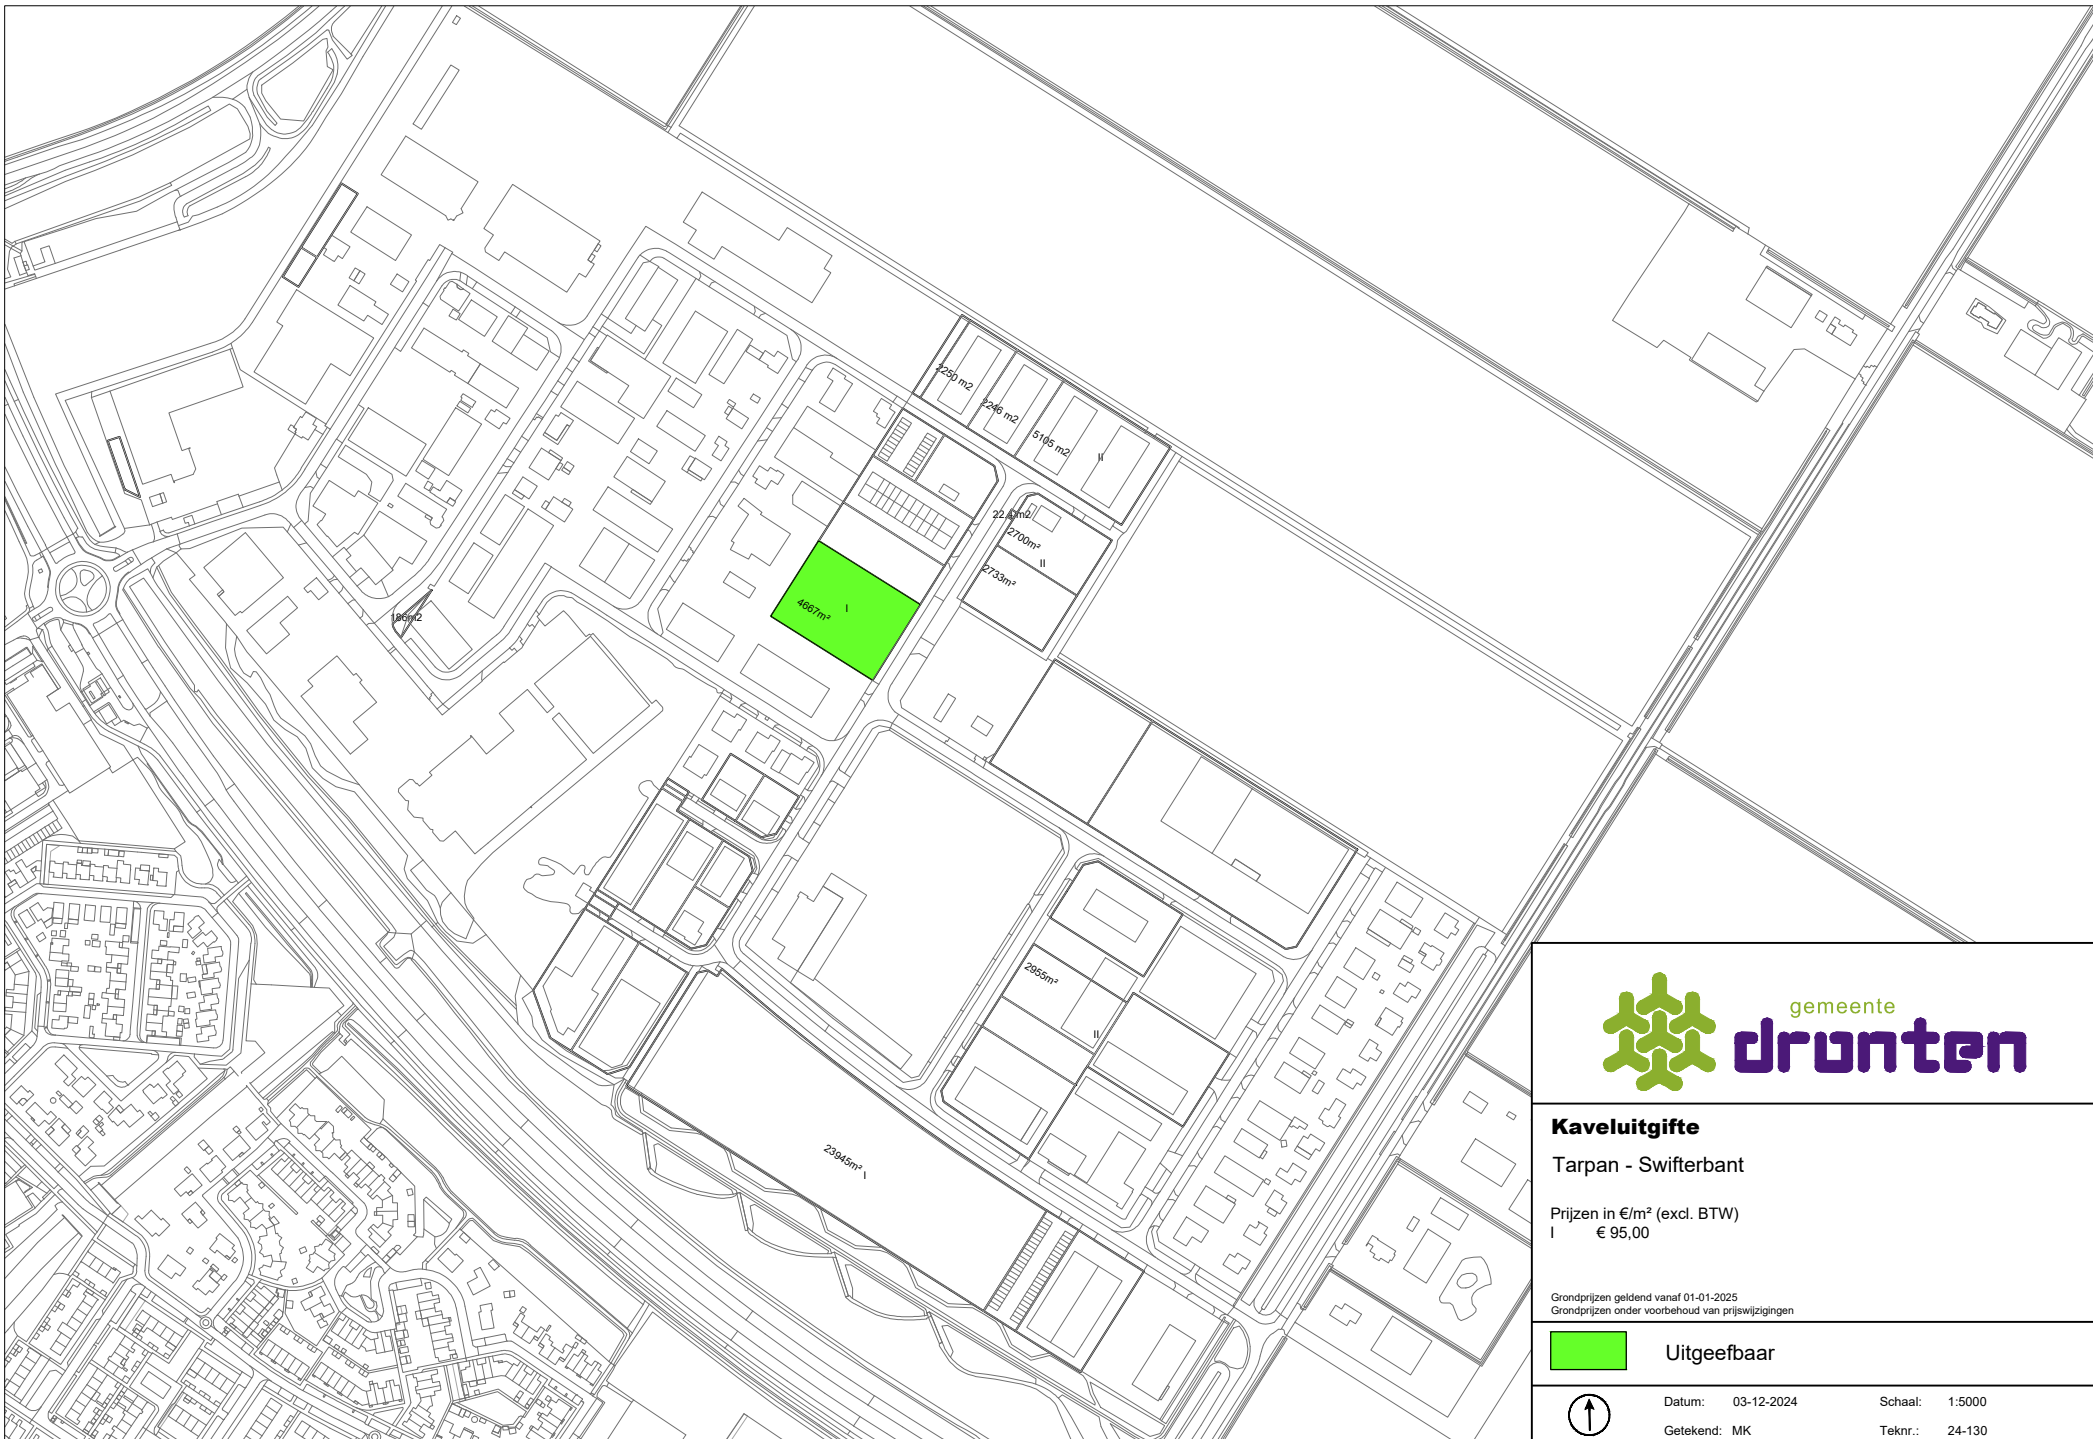 2250 m2
2246 m2
5105 m2
II
2700m²
II
2733m²
4667m²
I
186m2
2955m²
II
23945m²
I
gemeente
dronten
Kaveluitgifte
Tarpan - Swifterbant
Prijzen in €/m² (excl. BTW)
I € 95,00
Grondprijzen geldend vanaf 01-01-2025
Grondprijzen onder voorbehoud van prijswijzigingen
Uitgeefbaar
Datum: 03-12-2024 Schaal: 1:5000
Getekend: MK Teknr.: 24-130